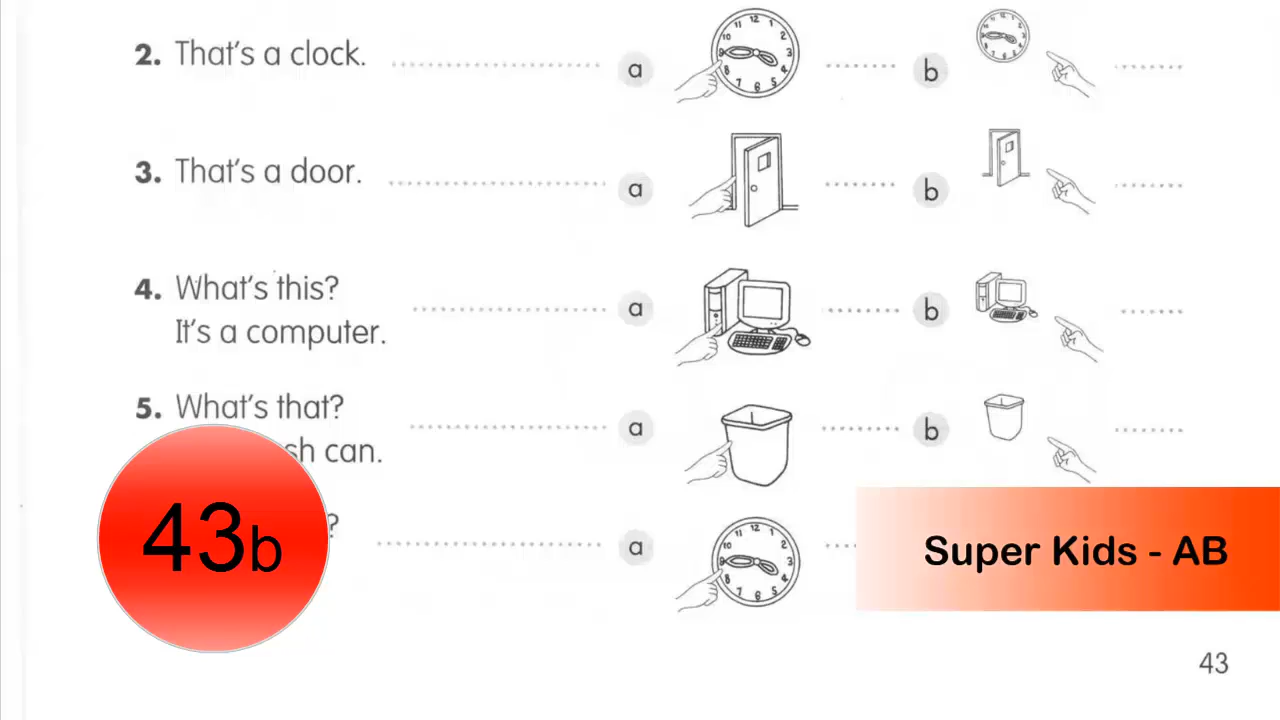 2. That's a clock. a b
3. That's a door. a b
4. What's this? a b
It's a computer.
5. What's that? a b
sh can.
? a
43b
Super Kids - AB
43